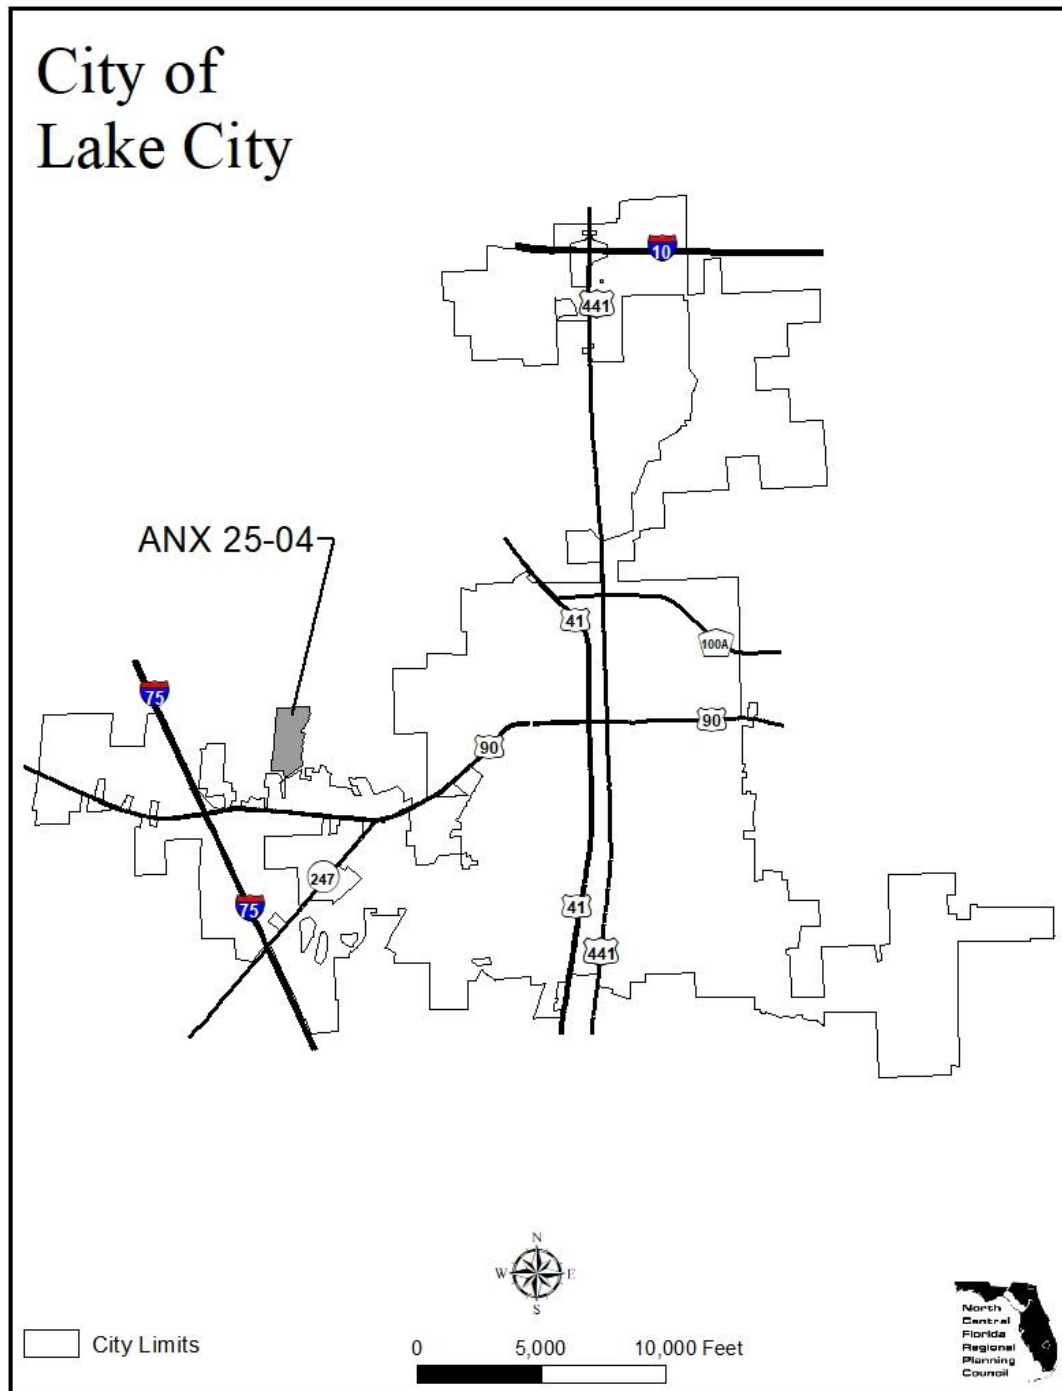 City of
Lake City
10
441
ANX 25-04
41
100A
75
90
90
247
75
41
441
N
W E
S
City Limits
0 5,000 10,000 Feet
North
Central
Florida
Regional
Planning
Council